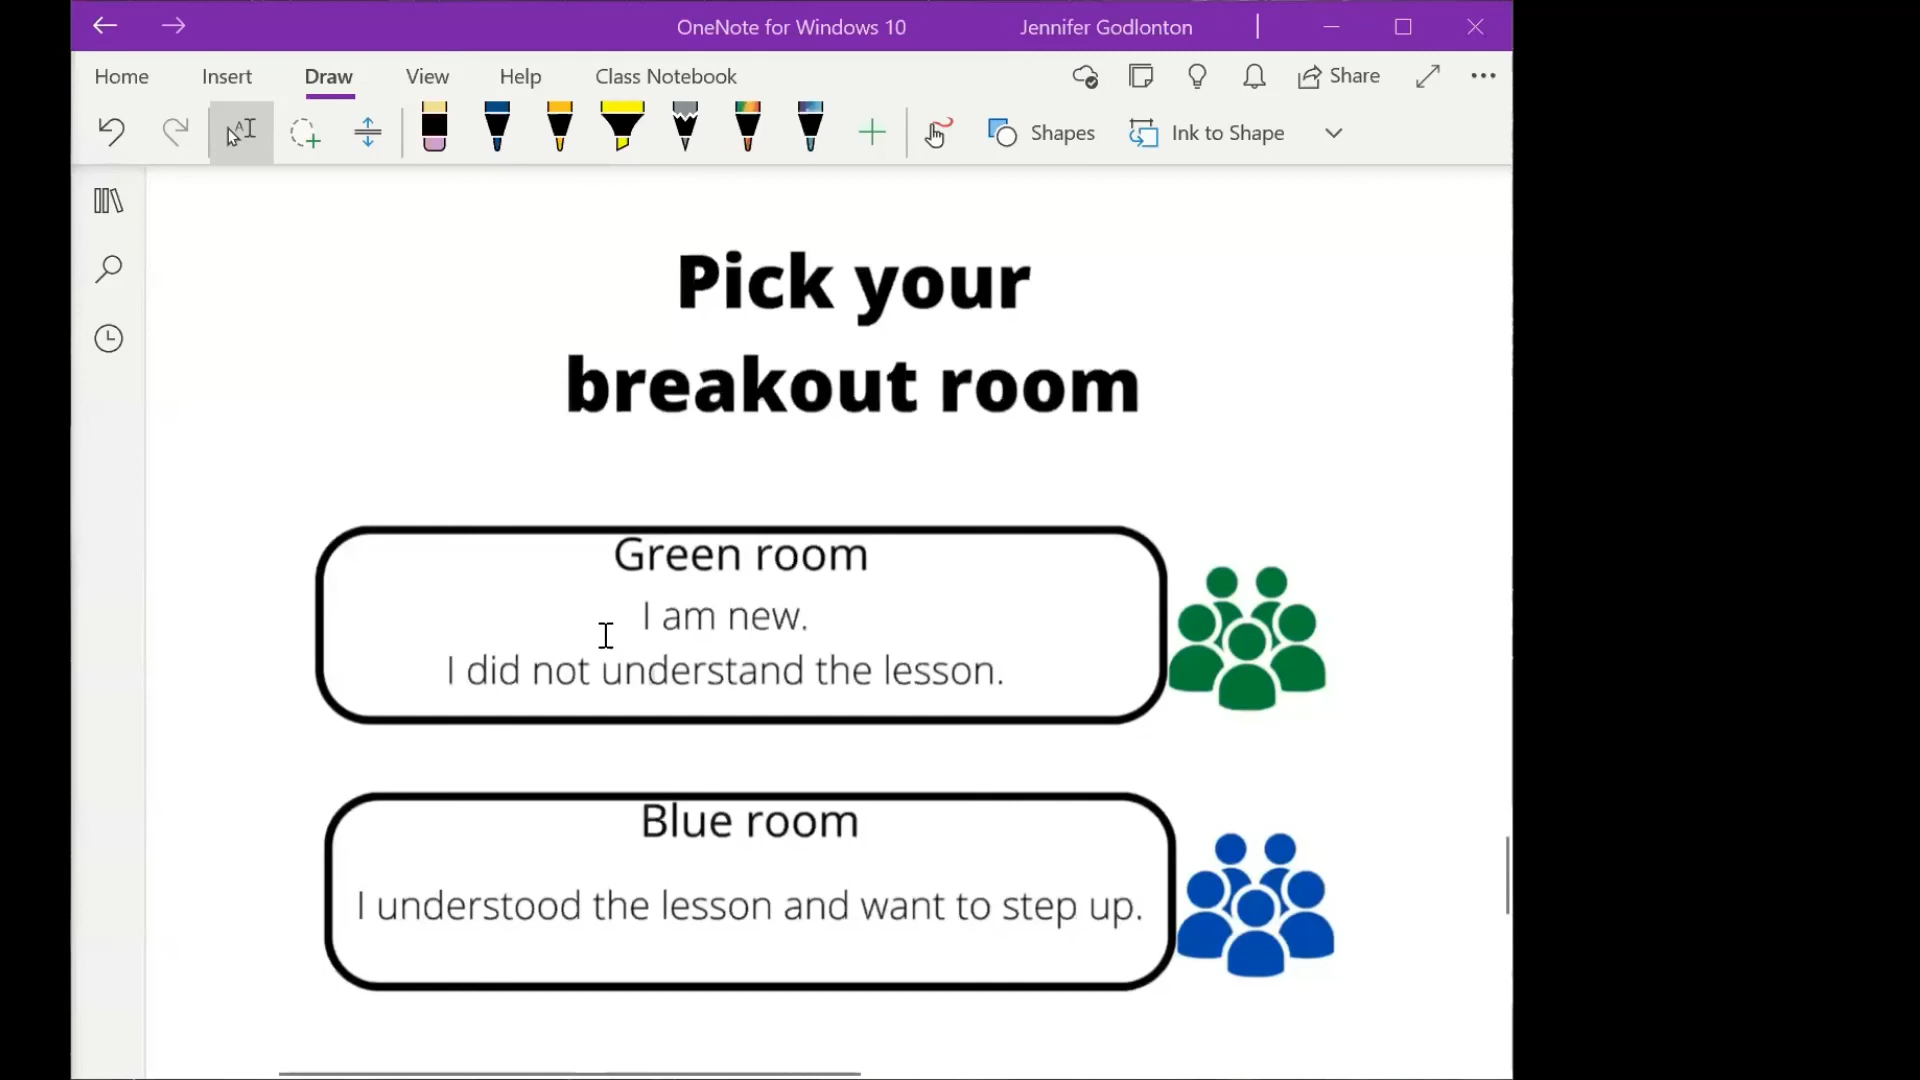 OneNote for Windows 10
Jennifer Godlonton
Home Insert Draw View Help Class Notebook Share
Shapes Ink to Shape
Pick your
breakout room
Green room
I am new.
I did not understand the lesson.
Blue room
I understood the lesson and want to step up.